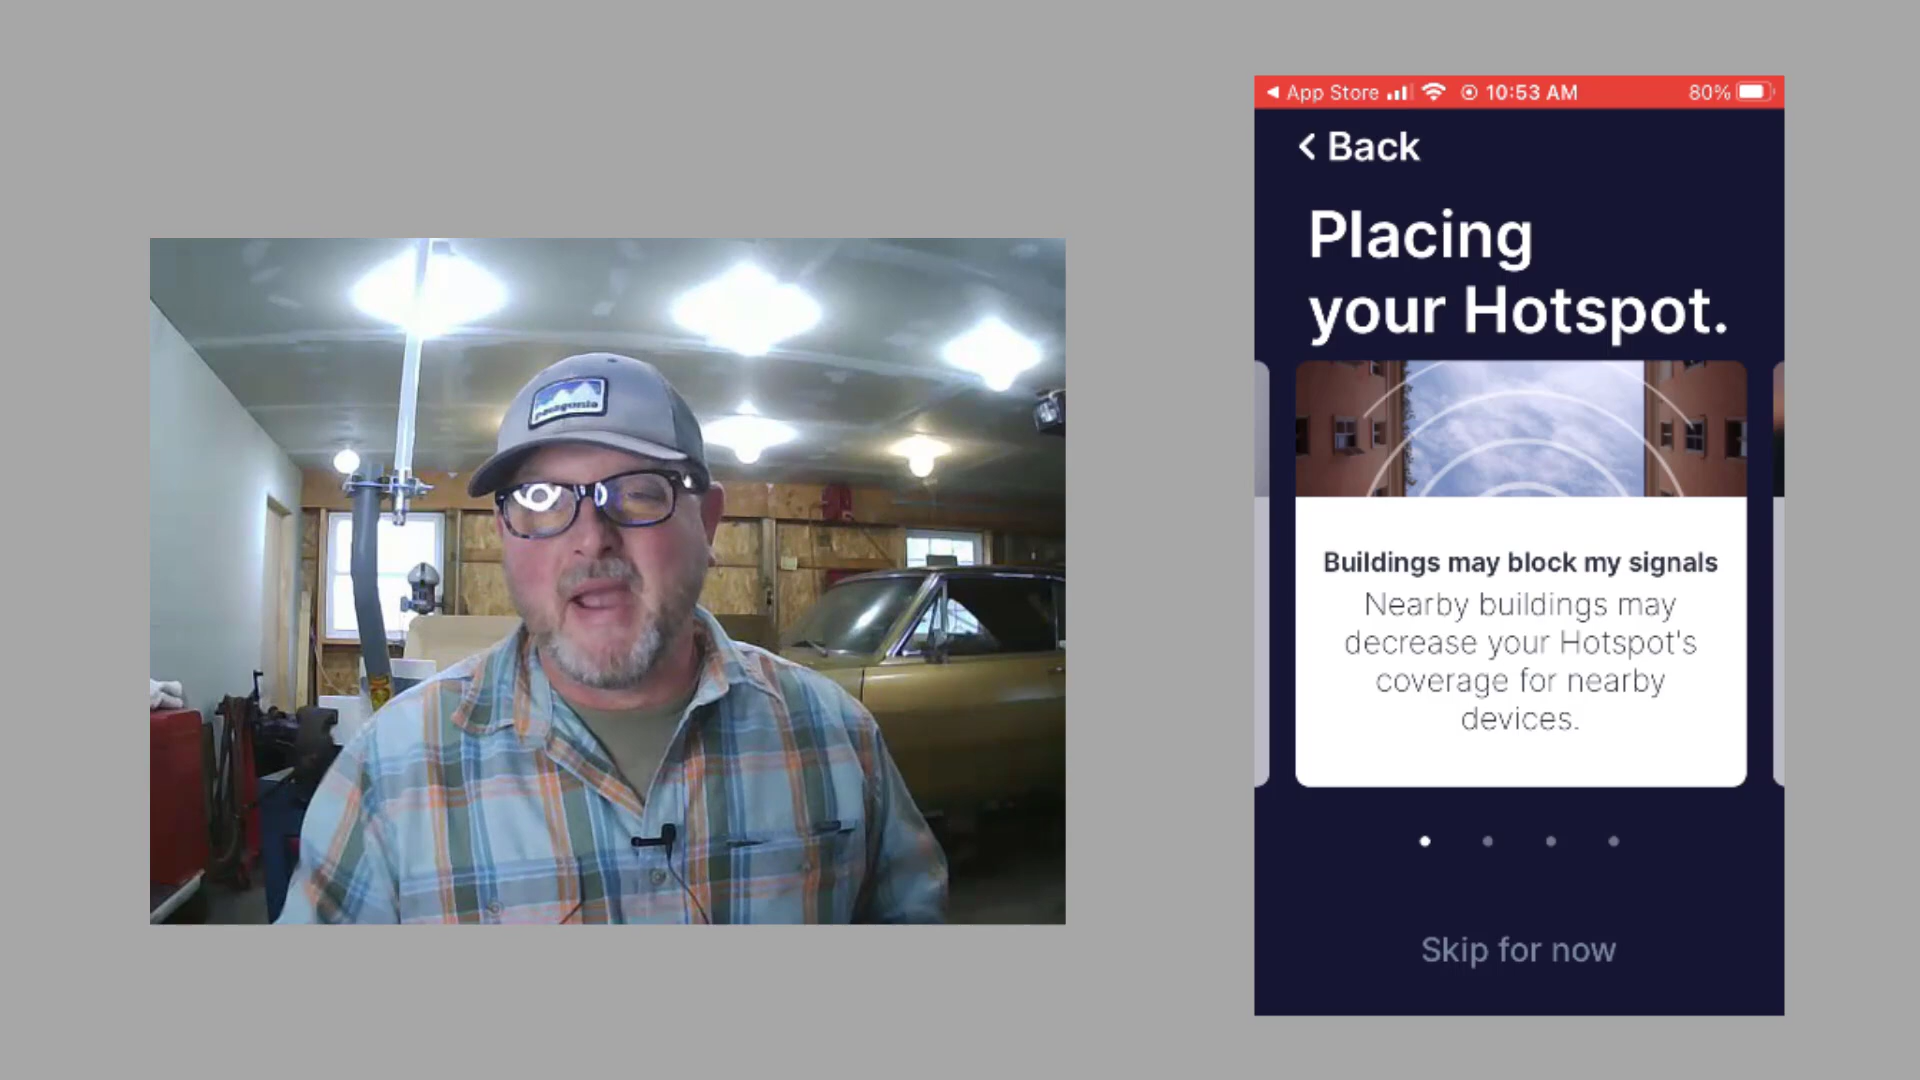 patagonia
App Store 10:53 AM 80%
Back
Placing
your Hotspot.
Buildings may block my signals
Nearby buildings may
decrease your Hotspot's
coverage for nearby
devices.
Skip for now